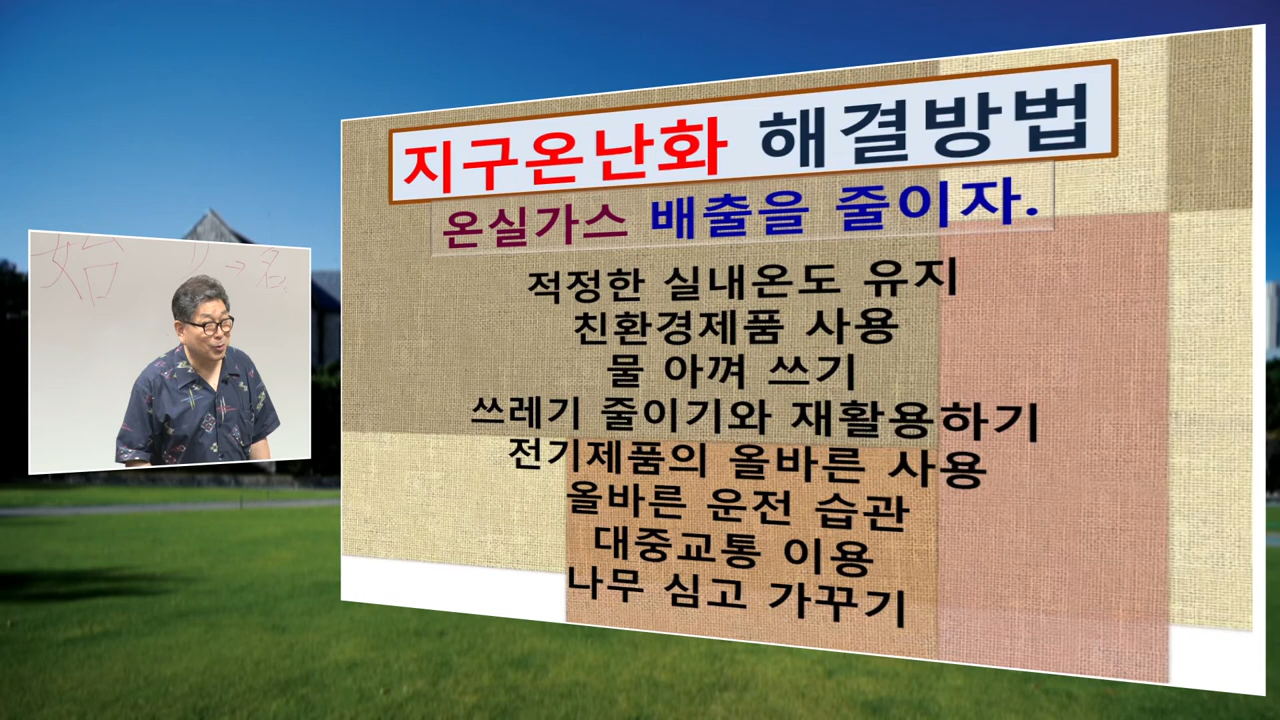 始 → 名
지구온난화 해결방법
온실가스 배출을 줄이자.
적정한 실내온도 유지
친환경제품 사용
물 아껴 쓰기
쓰레기 줄이기와 재활용하기
전기제품의 올바른 사용
올바른 운전 습관
대중교통 이용
나무 심고 가꾸기